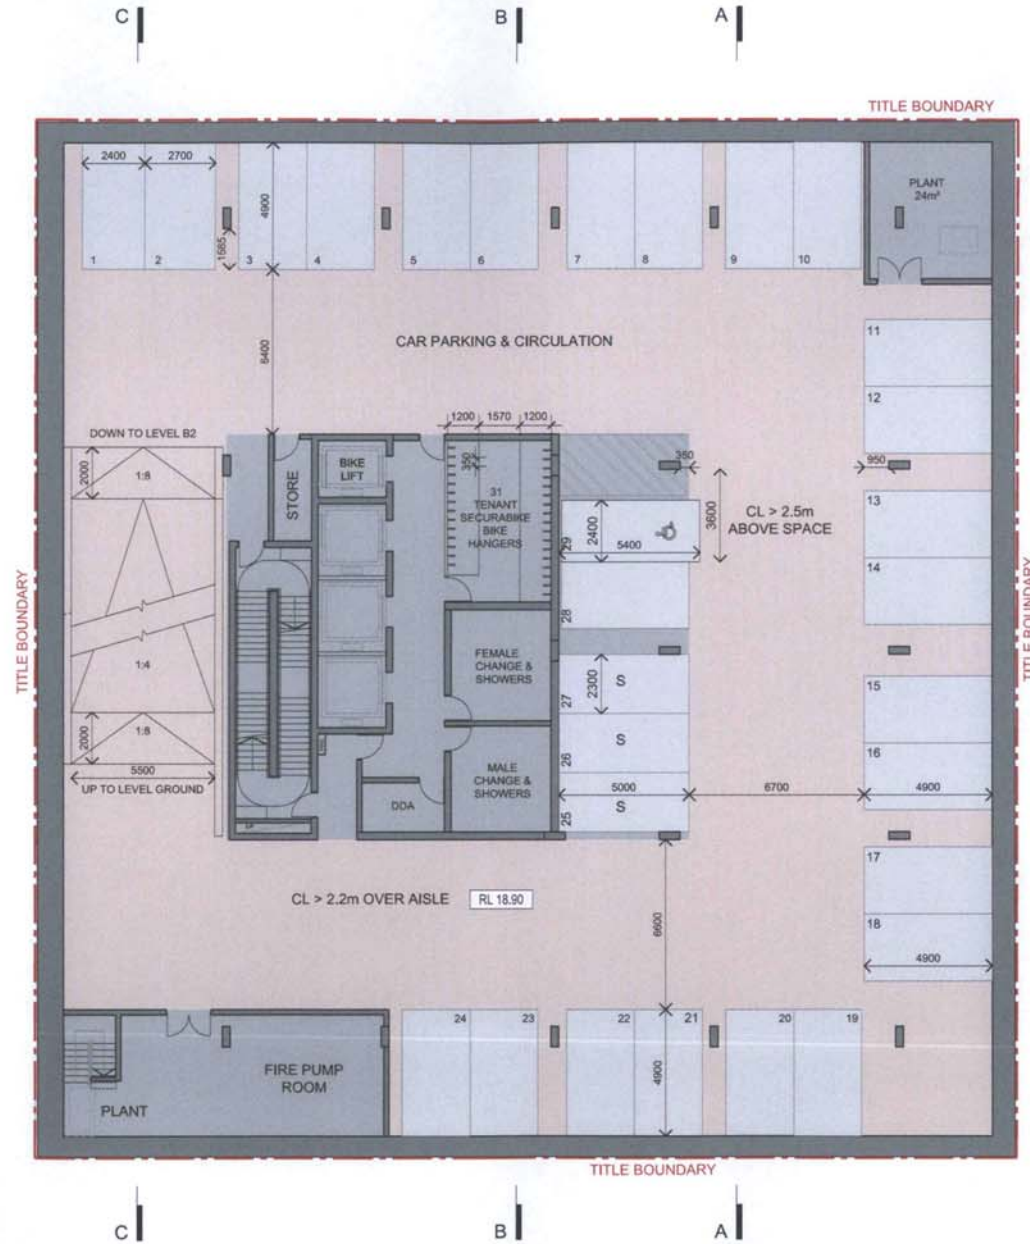 C
B
A
TITLE BOUNDARY
2400
2700
4900
1565
PLANT
24m²
1
2
3
4
5
6
7
8
9
10
6400
CAR PARKING & CIRCULATION
11
12
DOWN TO LEVEL B2
2000
1:8
STORE
BIKE
LIFT
1200
1570
1200
350
31
TENANT
SECURABIKE
BIKE
HANGERS
350
950
3600
CL > 2.5m
ABOVE SPACE
13
2400
5400
29
14
28
TITLE BOUNDARY
TITLE BOUNDARY
1:4
FEMALE
CHANGE &
SHOWERS
2300
27
S
15
2000
1:8
26
S
16
5500
UP TO LEVEL GROUND
MALE
CHANGE &
SHOWERS
DDA
5000
6700
4900
25
S
17
CL > 2.2m OVER AISLE
RL 18.90
6600
18
4900
24
23
22
21
20
19
FIRE PUMP
ROOM
4900
PLANT
TITLE BOUNDARY
C
B
A